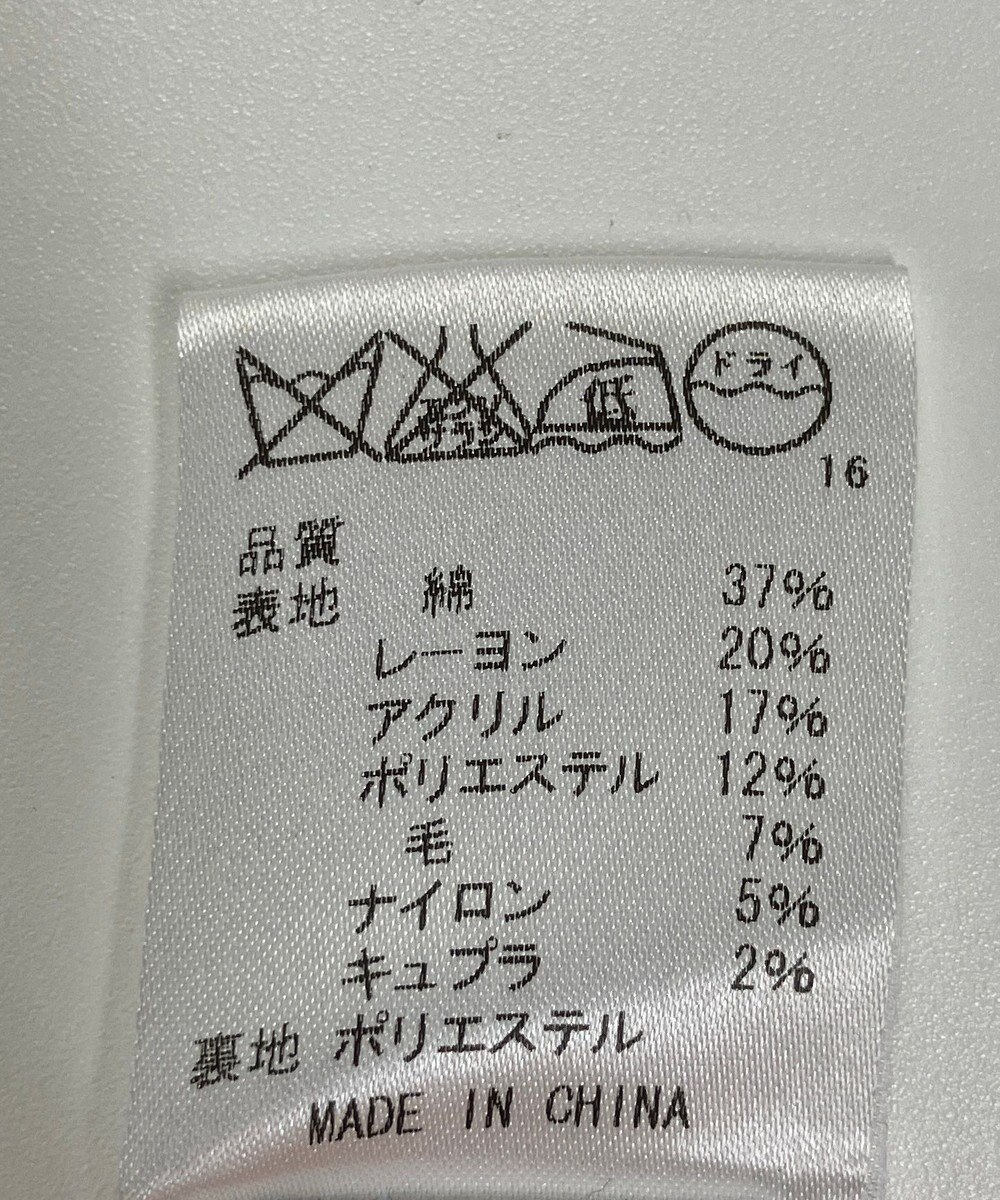 低 ドライ
16
品質
表地 綿 37%
レーヨン 20%
アクリル 17%
ポリエステル 12%
毛 7%
ナイロン 5%
キュプラ 2%
裏地 ポリエステル
MADE IN CHINA